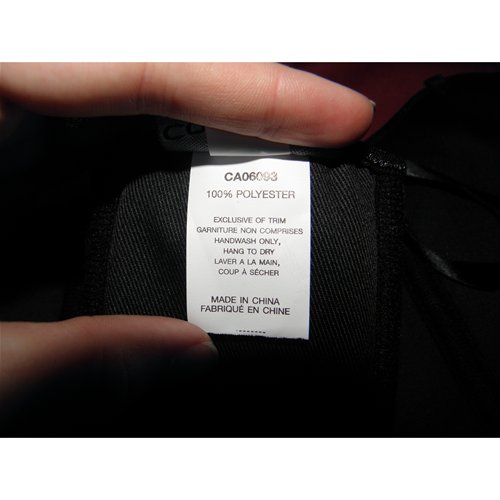 CA06093
100% POLYESTER
EXCLUSIVE OF TRIM
GARNITURE NON COMPRISES
HANDWASH ONLY,
HANG TO DRY
LAVER A LA MAIN,
COUP À SÉCHER
MADE IN CHINA
FABRIQUÉ EN CHINE